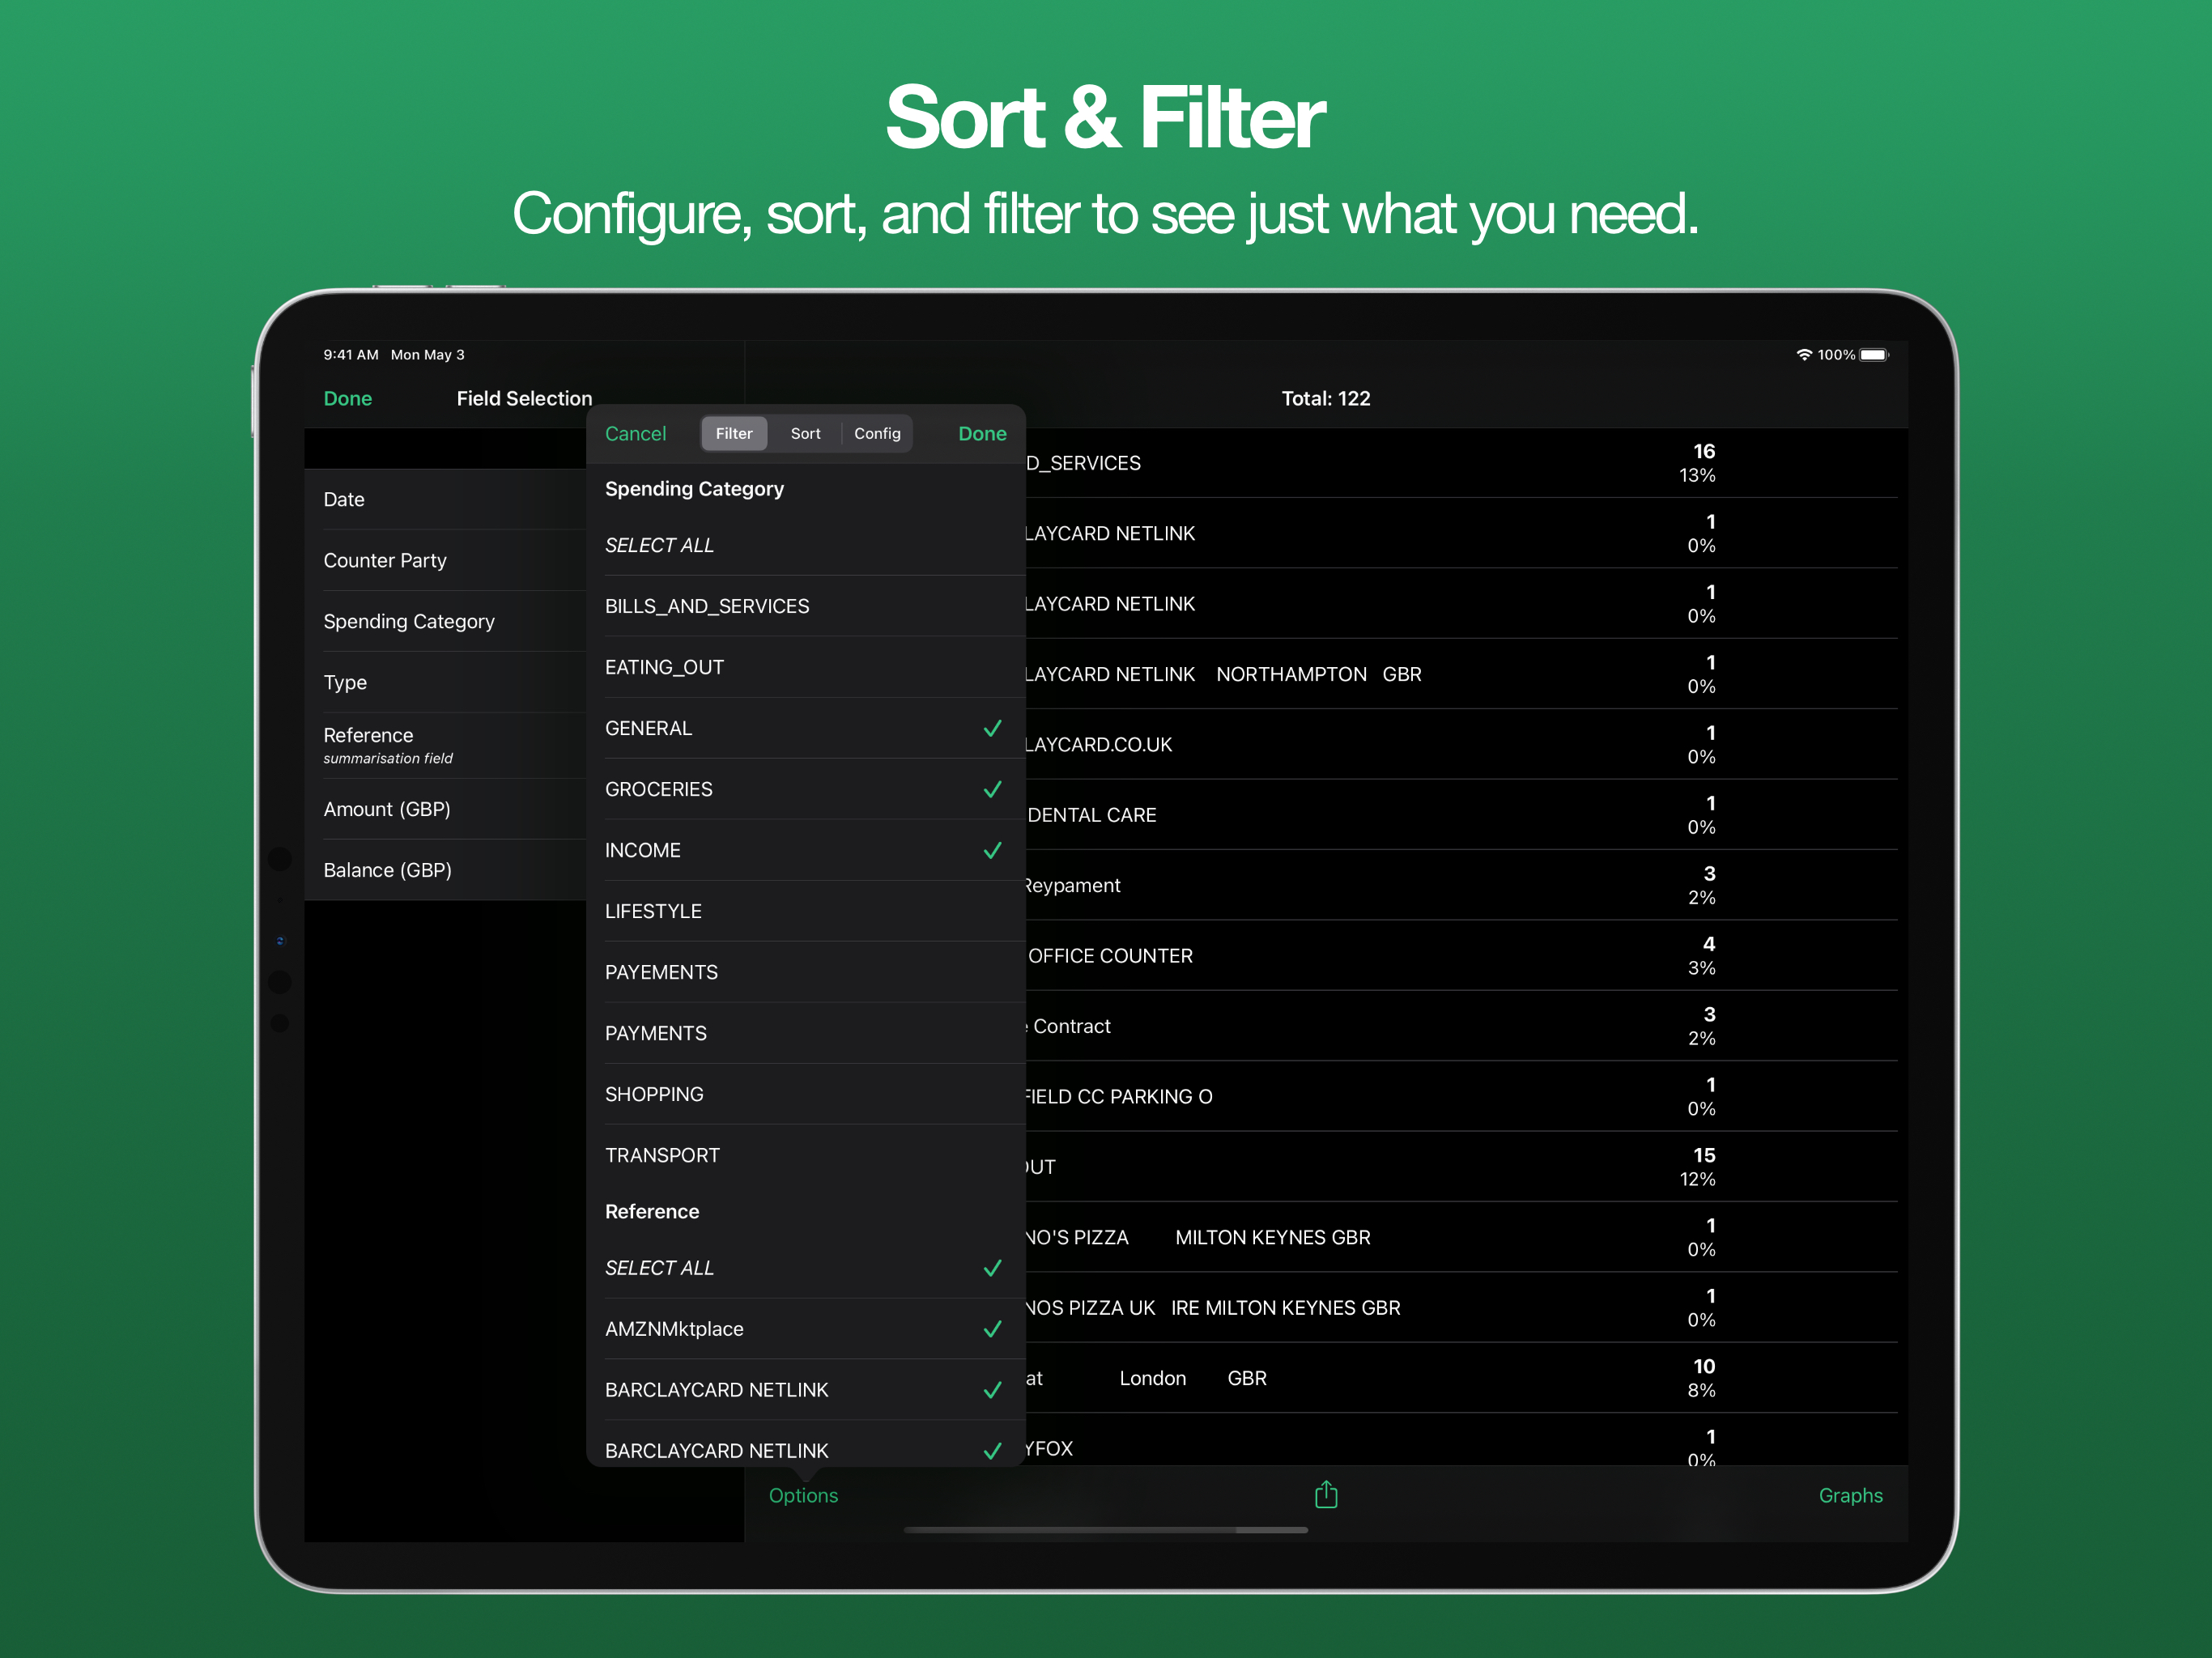 Sort & Filter
Configure, sort, and filter to see just what you need.
9:41 AM Mon May 3
100%
Done
Field Selection
Total: 122
Date
Counter Party
Spending Category
Type
Reference
summarisation field
Amount (GBP)
Balance (GBP)
Cancel
Filter
Sort
Config
Done
Spending Category
SELECT ALL
BILLS_AND_SERVICES
EATING_OUT
GENERAL
GROCERIES
INCOME
LIFESTYLE
PAYEMENTS
PAYMENTS
SHOPPING
TRANSPORT
Reference
SELECT ALL
AMZNMktplace
BARCLAYCARD NETLINK
BARCLAYCARD NETLINK
D_SERVICES
16
13%
LAYCARD NETLINK
1
0%
LAYCARD NETLINK
1
0%
LAYCARD NETLINK NORTHAMPTON GBR
1
0%
LAYCARD.CO.UK
1
0%
DENTAL CARE
1
0%
Reypament
3
2%
OFFICE COUNTER
4
3%
Contract
3
2%
FIELD CC PARKING O
1
0%
OUT
15
12%
NO'S PIZZA MILTON KEYNES GBR
1
0%
NOS PIZZA UK IRE MILTON KEYNES GBR
1
0%
at London GBR
10
8%
YFOX
1
0%
Options
Graphs